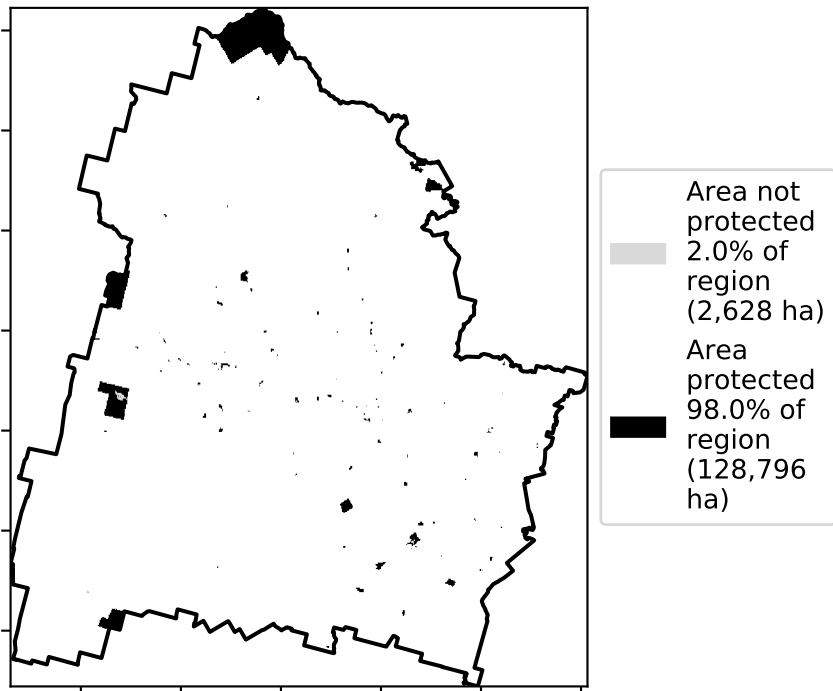 Area not
protected
2.0% of
region
(2,628 ha)
Area
protected
98.0% of
region
(128,796
ha)